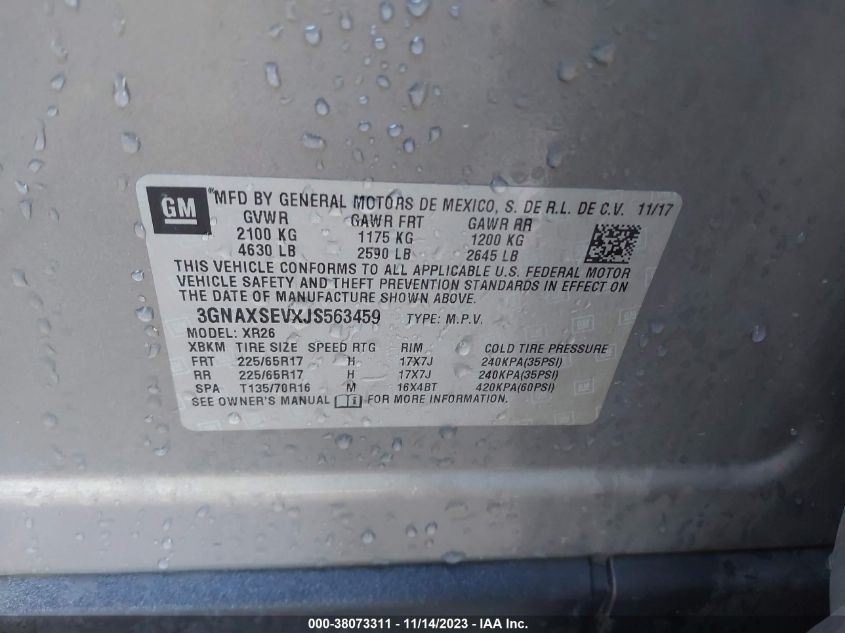 GM ®MFD BY GENERAL MOTORS DE MEXICO, S. DE R.L. DE C.V. 11/17
GVWR GAWR FRT GAWR RR
2100 KG 1175 KG 1200 KG
4630 LB 2590 LB 2645 LB
THIS VEHICLE CONFORMS TO ALL APPLICABLE U.S. FEDERAL MOTOR
VEHICLE SAFETY AND THEFT PREVENTION STANDARDS IN EFFECT ON
THE DATE OF MANUFACTURE SHOWN ABOVE.
3GNAXSEVXJS563459 TYPE: M.P.V.
MODEL: XR26
XBKM TIRE SIZE SPEED RTG RIM COLD TIRE PRESSURE
FRT 225/65R17 H 17X7J 240KPA(35PSI)
RR 225/65R17 H 17X7J 240KPA(35PSI)
SPA T135/70R16 M 16X4BT 420KPA(60PSI)
SEE OWNER'S MANUAL FOR MORE INFORMATION.
000-38073311 - 11/14/2023 - IAA Inc.